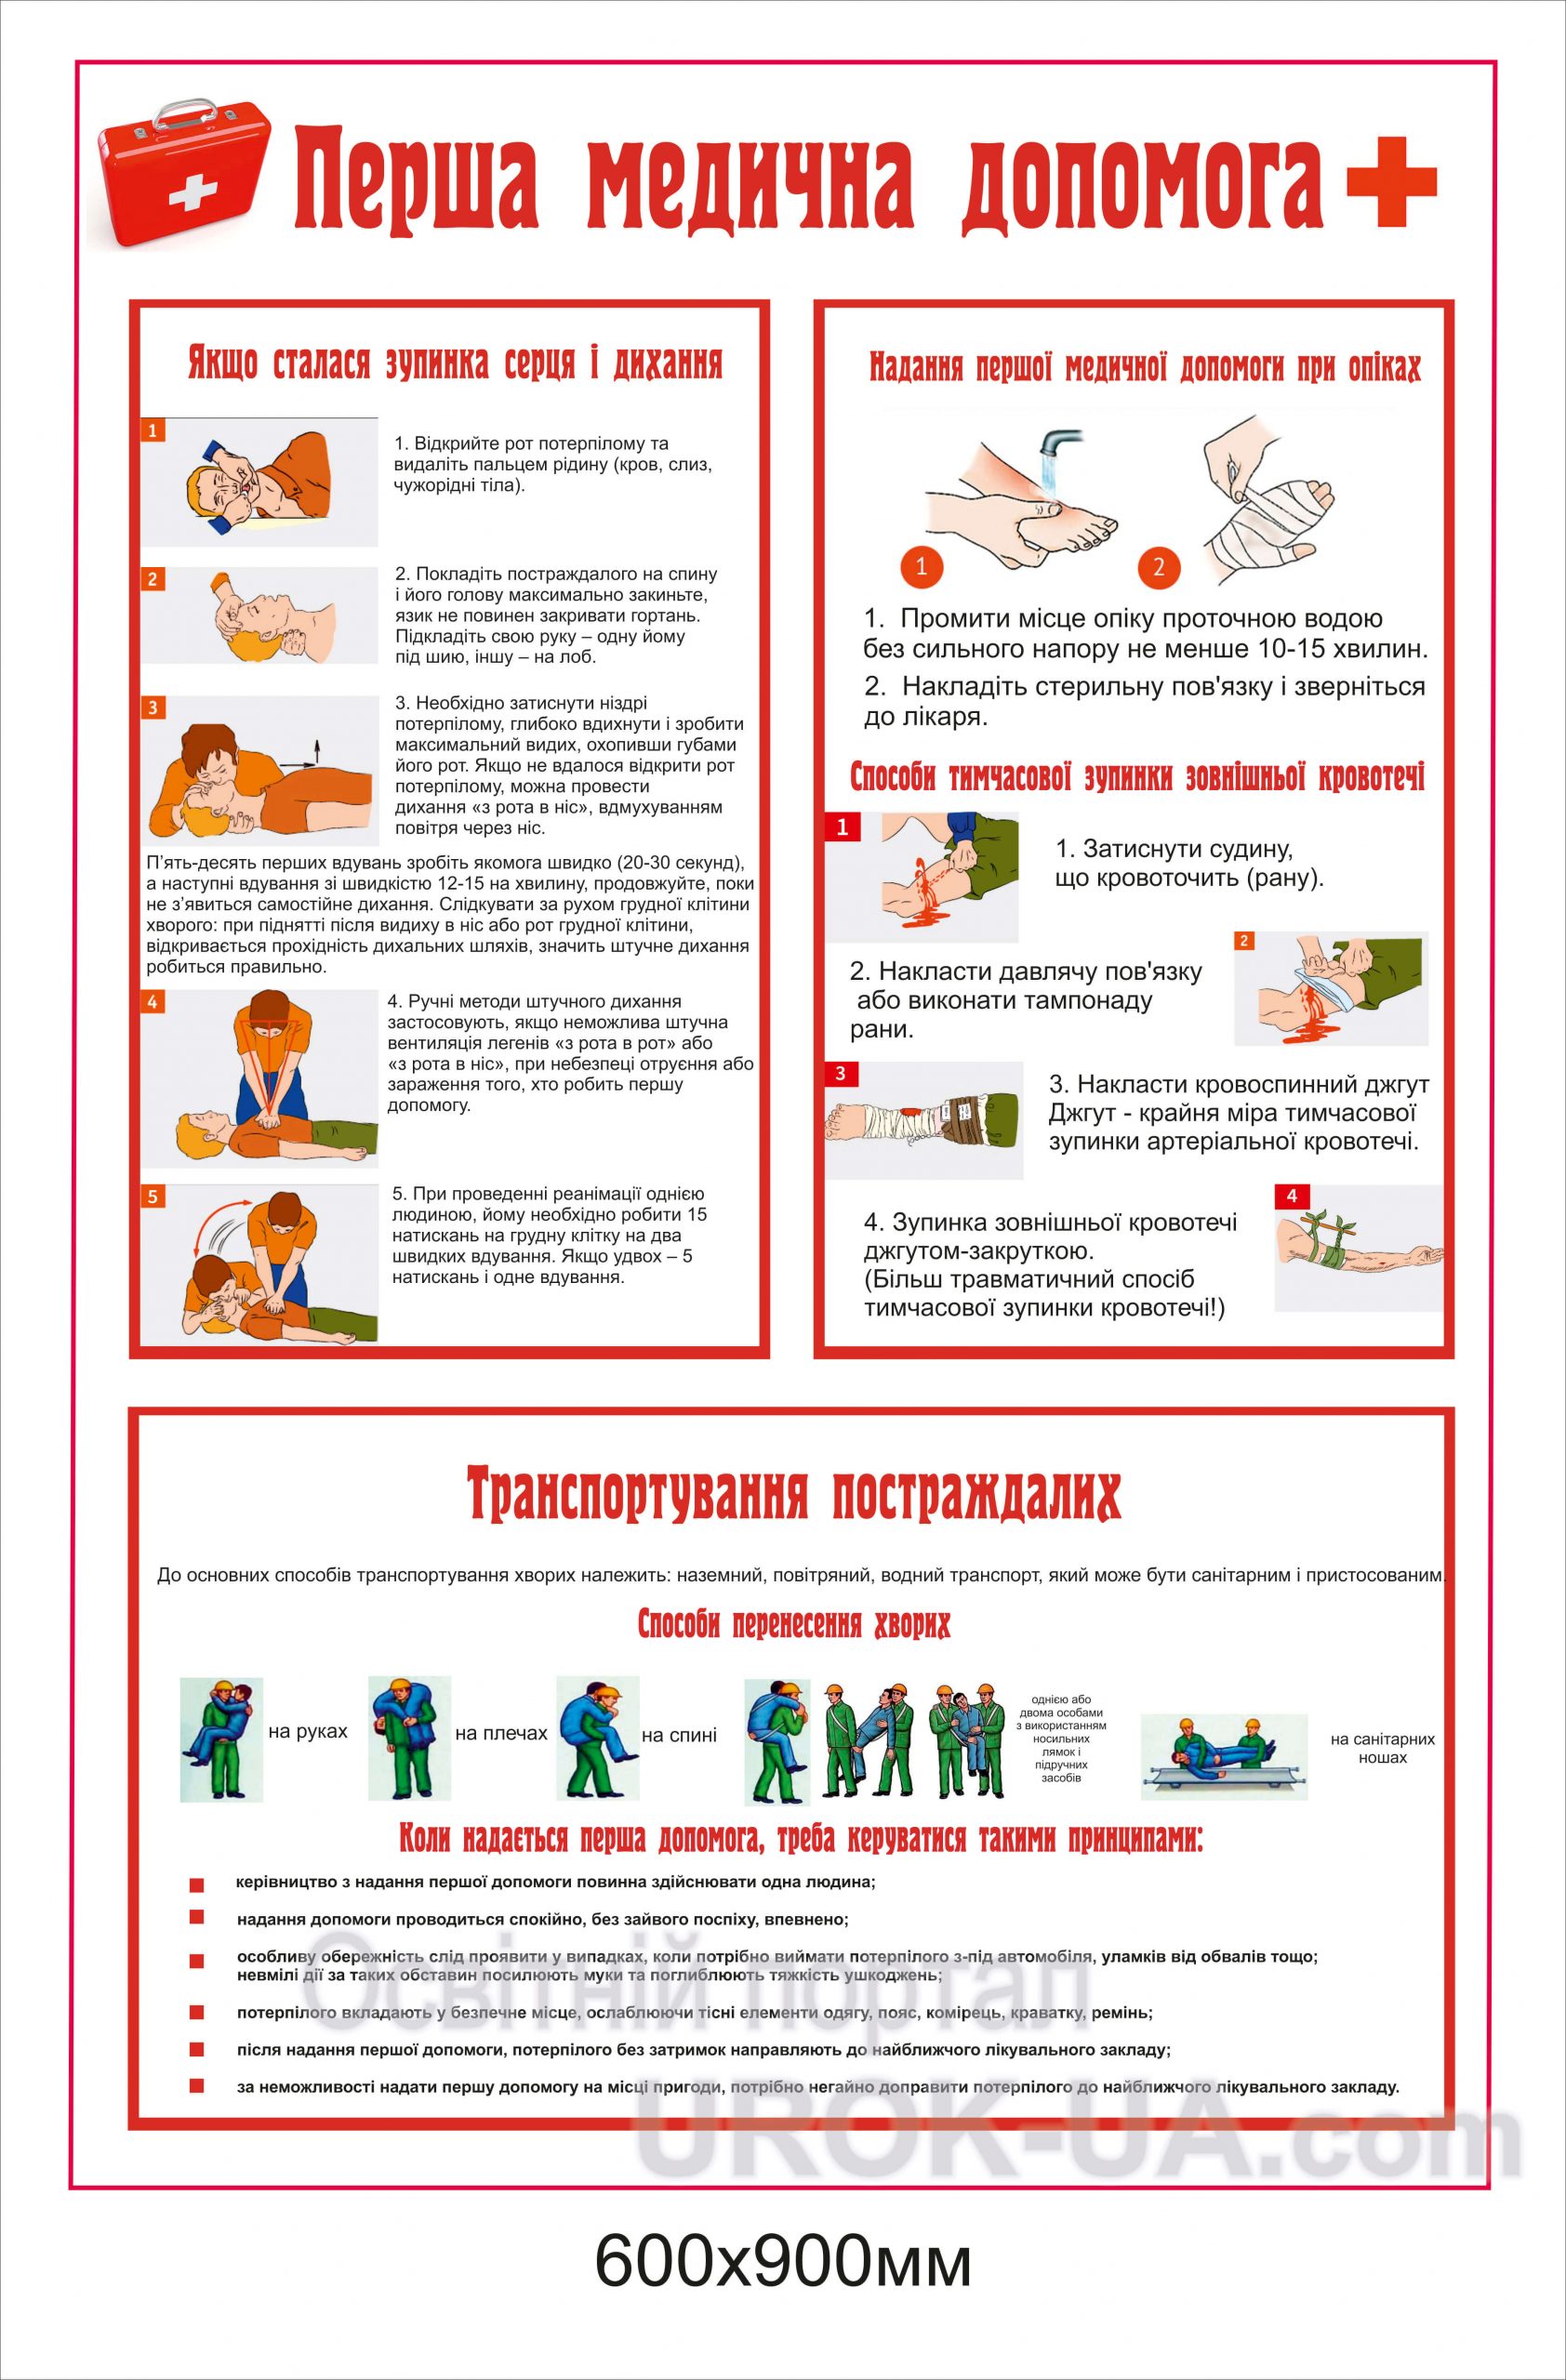 Перша медична допомога
Якщо сталася зупинка серця і дихання
1
1. Відкрийте рот потерпілому та
видаліть пальцем рідину (кров, слиз,
чужорідні тіла).
2
2. Покладіть постраждалого на спину
і його голову максимально закиньте,
язик не повинен закривати гортань.
Підкладіть свою руку – одну йому
під шию, іншу – на лоб.
3
3. Необхідно затиснути ніздрі
потерпілому, глибоко вдихнути і зробити
максимальний видих, охопивши губами
його рот. Якщо не вдалося відкрити рот
потерпілому, можна провести
дихання «з рота в ніс», вдмухуванням
повітря через ніс.
П'ять-десять перших вдувань зробіть якомога швидко (20-30 секунд),
а наступні вдування зі швидкістю 12-15 на хвилину, продовжуйте, поки
не з'явиться самостійне дихання. Слідкувати за рухом грудної клітини
хворого: при піднятті після видиху в ніс або рот грудної клітини,
відкривається прохідність дихальних шляхів, значить штучне дихання
робиться правильно.
4
4. Ручні методи штучного дихання
застосовують, якщо неможлива штучна
вентиляція легенів «з рота в рот» або
«з рота в ніс», при небезпеці отруєння або
зараження того, хто робить першу
допомогу.
5
5. При проведенні реанімації однією
людиною, йому необхідно робити 15
натискань на грудну клітку на два
швидких вдування. Якщо удвох – 5
натискань і одне вдування.
Надання першої медичної допомоги при опіках
1
2
1. Промити місце опіку проточною водою
без сильного напору не менше 10-15 хвилин.
2. Накладіть стерильну пов'язку і зверніться
до лікаря.
Способи тимчасової зупинки зовнішньої кровотечі
1
1. Затиснути судину,
що кровоточить (рану).
2
2. Накласти давлячу пов'язку
або виконати тампонаду
рани.
3
3. Накласти кровоспинний джгут
Джгут - крайня міра тимчасової
зупинки артеріальної кровотечі.
4
4. Зупинка зовнішньої кровотечі
джгутом-закруткою.
(Більш травматичний спосіб
тимчасової зупинки кровотечі!)
Транспортування постраждалих
До основних способів транспортування хворих належить: наземний, повітряний, водний транспорт, який може бути санітарним і пристосованим.
Способи перенесення хворих
на руках
на плечах
на спині
однією або
двома особами
з використанням
носильних
лямок і
підручних
засобів
на санітарних
ношах
Коли надається перша допомога, треба керуватися такими принципами:
керівництво з надання першої допомоги повинна здійснювати одна людина;
надання допомоги проводиться спокійно, без зайвого поспіху, впевнено;
особливу обережність слід проявити у випадках, коли потрібно виймати потерпілого з-під автомобіля, уламків від обвалів тощо;
невмілі дії за таких обставин посилюють муки та поглиблюють тяжкість ушкоджень;
потерпілого вкладають у безпечне місце, ослаблюючи тісні елементи одягу, пояс, комірець, краватку, ремінь;
після надання першої допомоги, потерпілого без затримок направляють до найближчого лікувального закладу;
за неможливості надати першу допомогу на місці пригоди, потрібно негайно доправити потерпілого до найближчого лікувального закладу.
Освітній портал
UROK-UA.com
600х900мм